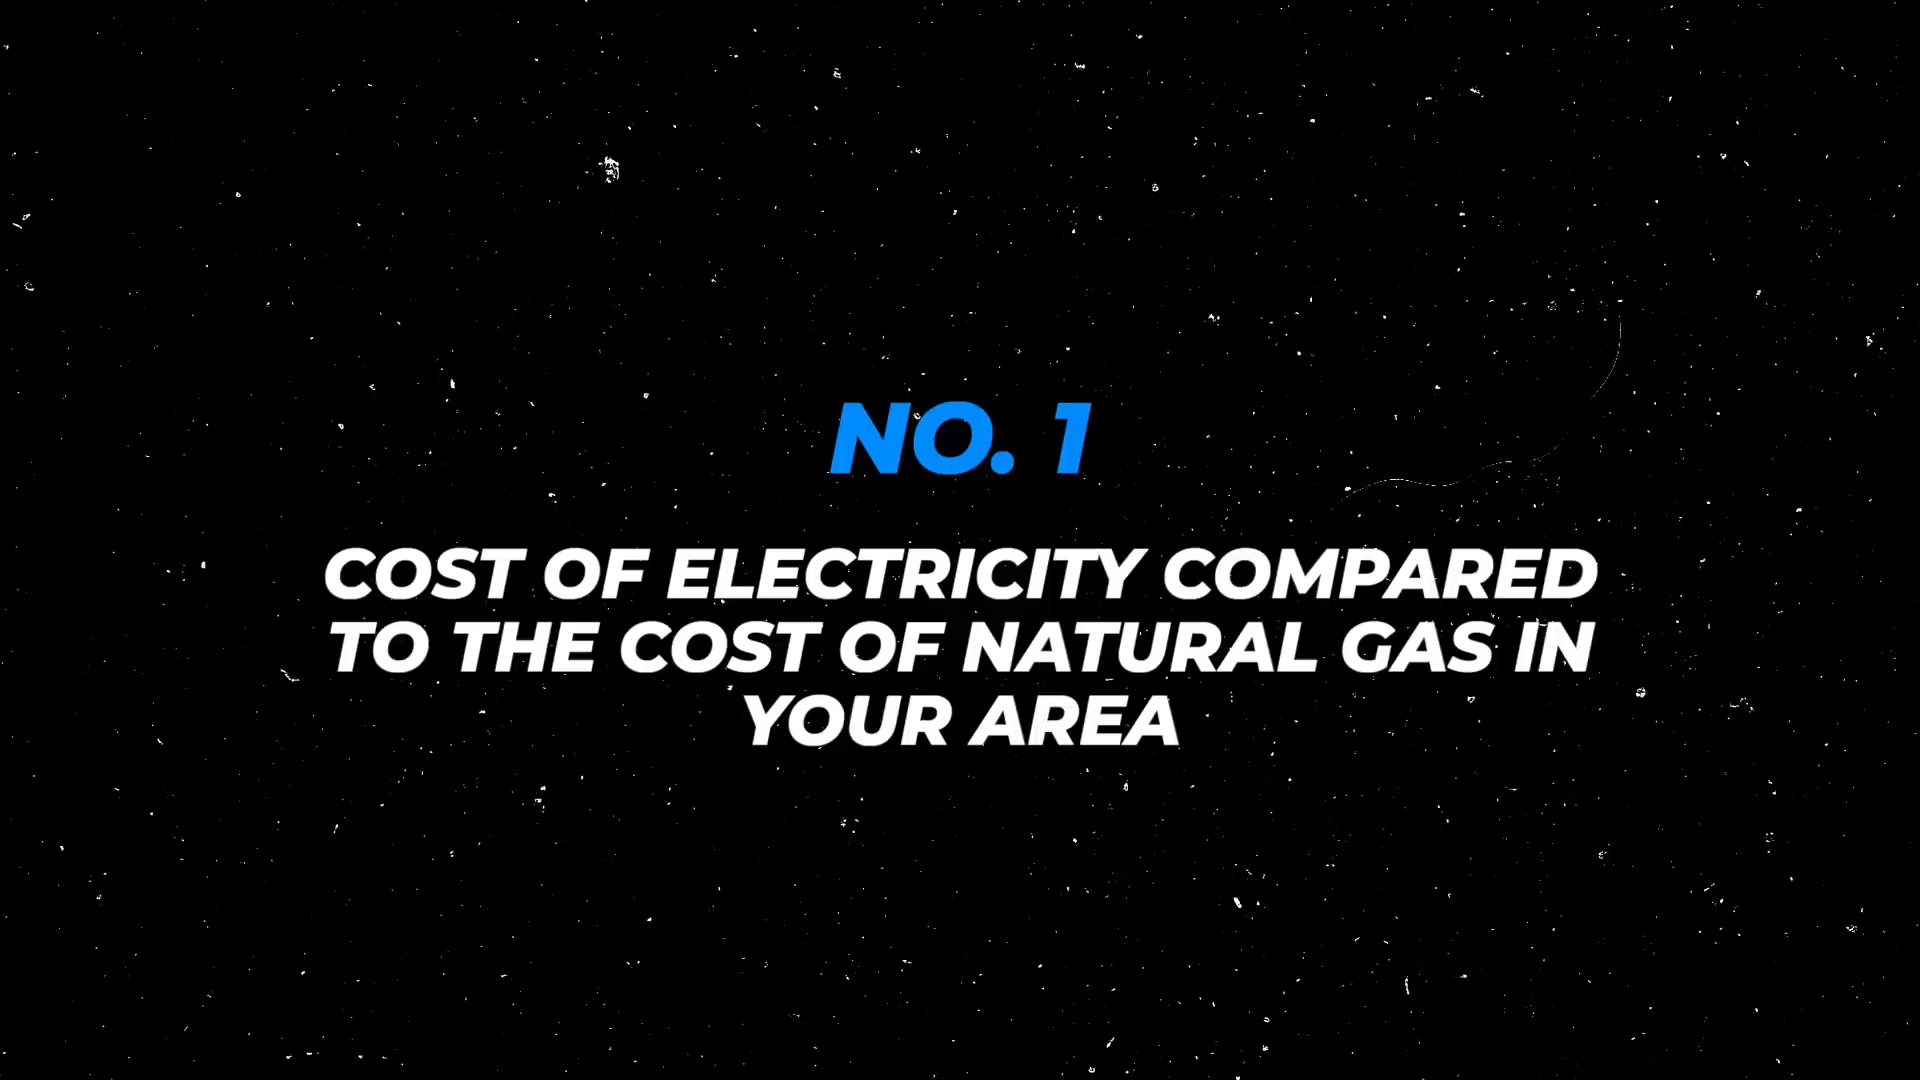 NO. 1
COST OF ELECTRICITY COMPARED
TO THE COST OF NATURAL GAS IN
YOUR AREA